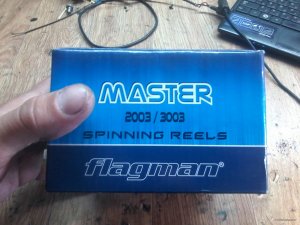 MASTER
2003 / 3003
SPINNING REELS
flagman®